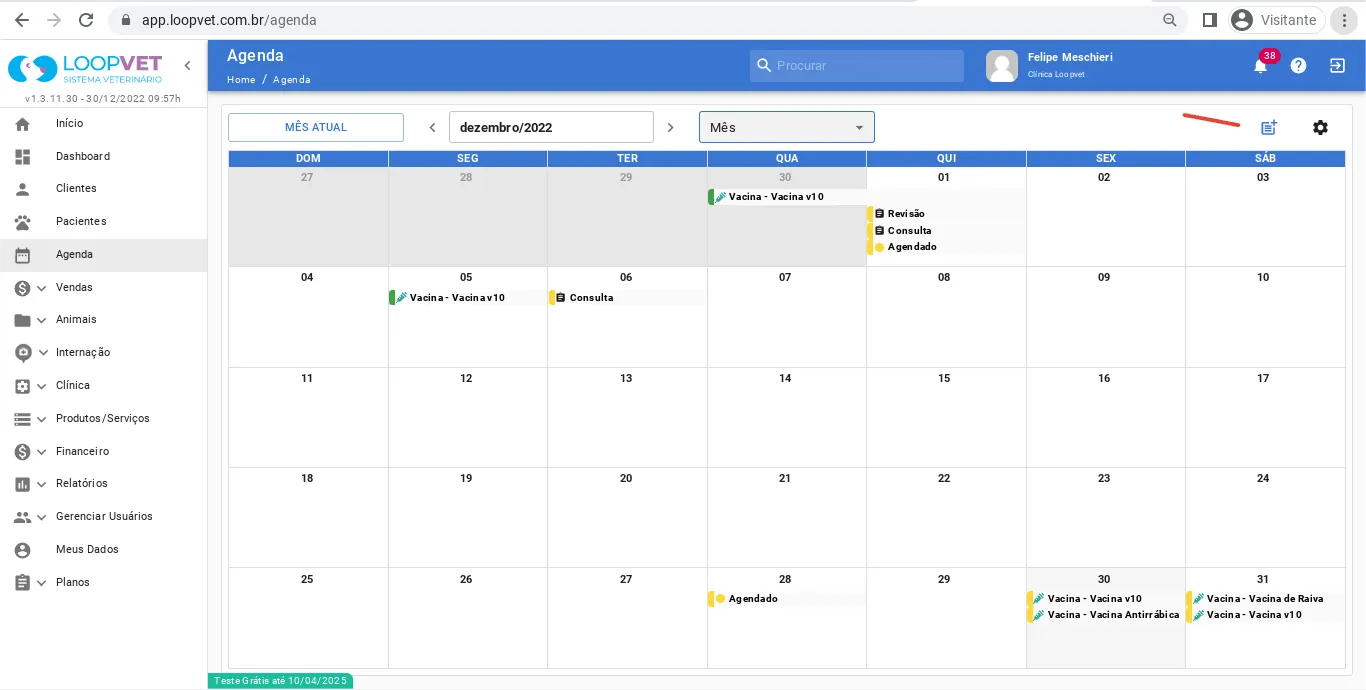 app.loopvet.com.br/agenda
Visitante
LOOPVET
SISTEMA VETERINÁRIO
v1.3.11.30 - 30/12/2022 09:57h
Início
Dashboard
Clientes
Pacientes
Agenda
Vendas
Animais
Internação
Clínica
Produtos/Serviços
Financeiro
Relatórios
Gerenciar Usuários
Meus Dados
Planos
Agenda
Home / Agenda
Procurar
Felipe Meschieri
Clínica Loopvet
38
MÊS ATUAL
dezembro/2022
Mês
DOM SEG TER QUA QUI SEX SÁB
27 28 29 30 01 02 03
Vacina - Vacina v10
Revisão
Consulta
Agendado
04 05 06 07 08 09 10
Vacina - Vacina v10 Consulta
11 12 13 14 15 16 17
18 19 20 21 22 23 24
25 26 27 28 29 30 31
Agendado Vacina - Vacina v10 Vacina - Vacina de Raiva
Vacina - Vacina Antirrábica Vacina - Vacina v10
Teste Grátis até 10/04/2025